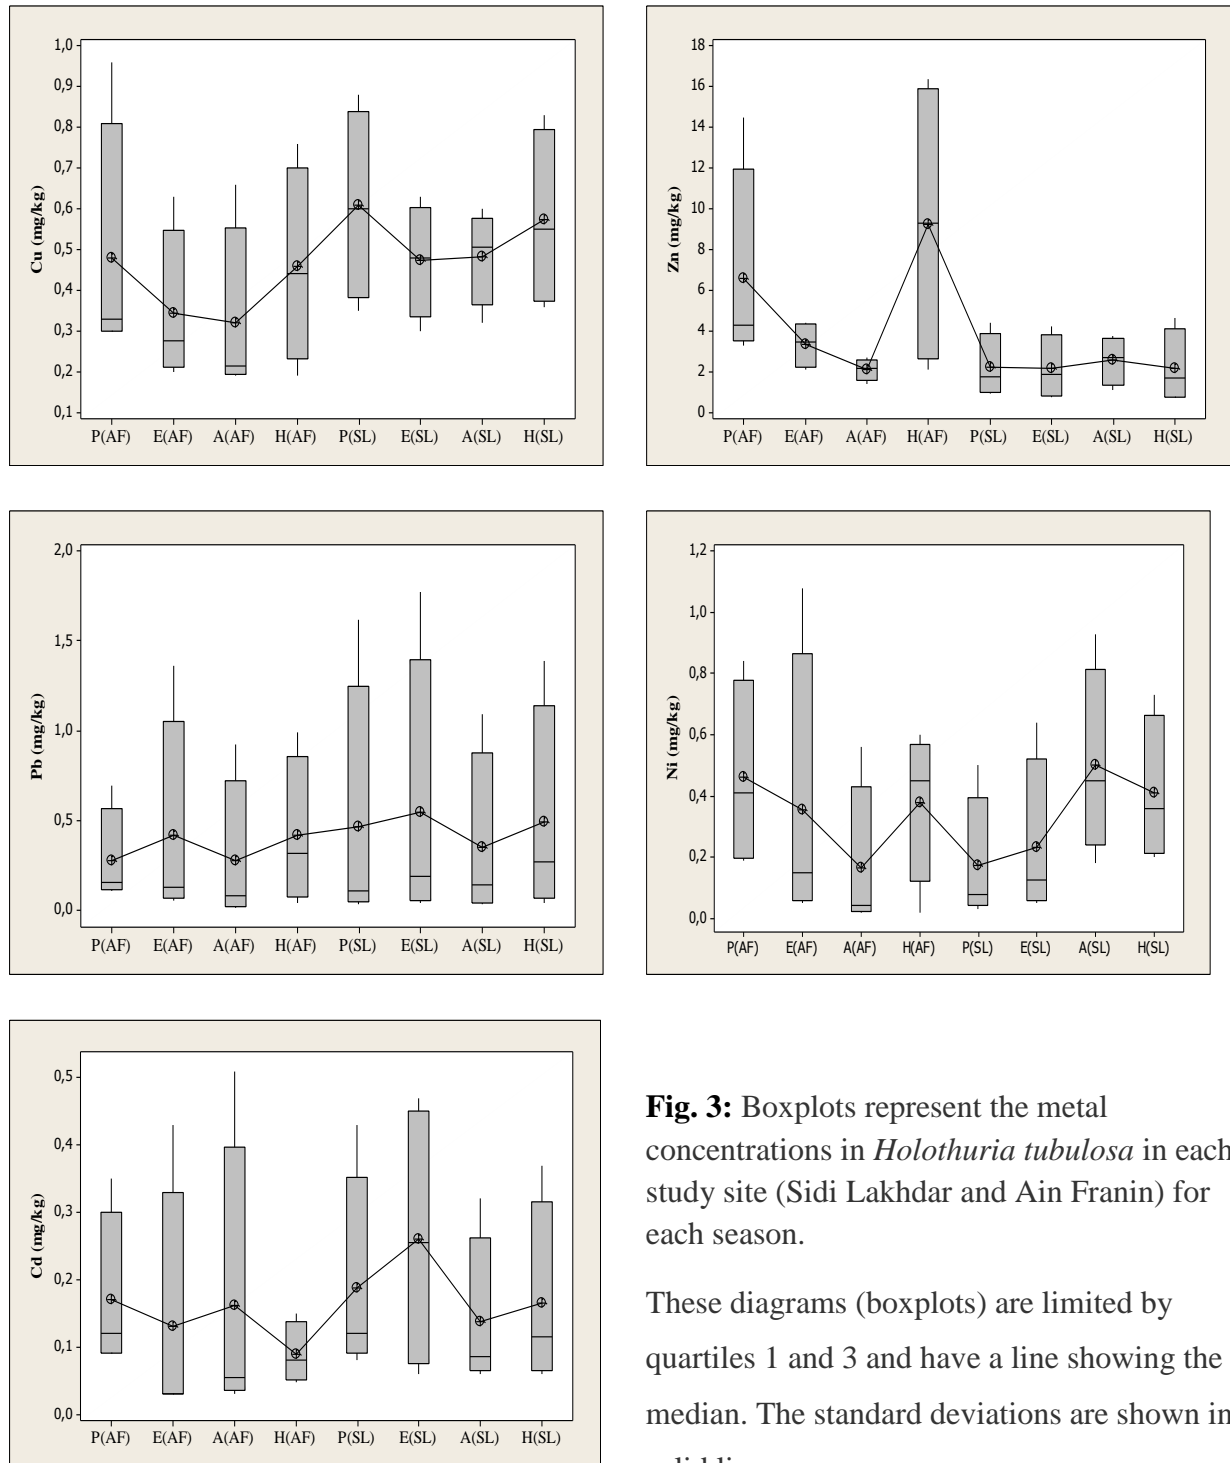 1,0
0,9
0,8
0,7
0,6
0,5
0,4
0,3
0,2
0,1
Cu (mg/kg)
P(AF) E(AF) A(AF) H(AF) P(SL) E(SL) A(SL) H(SL)
18
16
14
12
10
8
6
4
2
0
Zn (mg/kg)
P(AF) E(AF) A(AF) H(AF) P(SL) E(SL) A(SL) H(SL)
2,0
1,5
1,0
0,5
0,0
Pb (mg/kg)
P(AF) E(AF) A(AF) H(AF) P(SL) E(SL) A(SL) H(SL)
1,2
1,0
0,8
0,6
0,4
0,2
0,0
Ni (mg/kg)
P(AF) E(AF) A(AF) H(AF) P(SL) E(SL) A(SL) H(SL)
0,5
0,4
0,3
0,2
0,1
0,0
Cd (mg/kg)
P(AF) E(AF) A(AF) H(AF) P(SL) E(SL) A(SL) H(SL)
Fig. 3: Boxplots represent the metal
concentrations in Holothuria tubulosa in each
study site (Sidi Lakhdar and Ain Franin) for
each season.
These diagrams (boxplots) are limited by
quartiles 1 and 3 and have a line showing the
median. The standard deviations are shown in